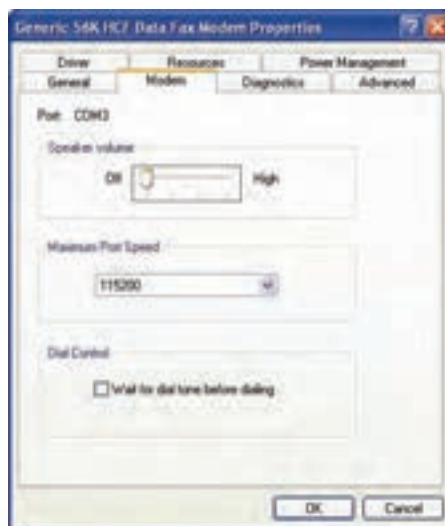 Generic 56K HCF Data Fax Modem Properties
Driver Resources Power Management
General Modem Diagnostics Advanced
Port: COM3
Speaker volume
Off High
Maximum Port Speed
115200
Dial Control
Wait for dial tone before dialing
OK Cancel